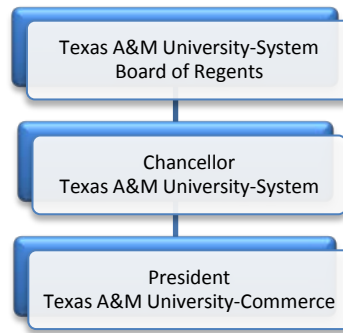 Texas A&M University-System
Board of Regents
Chancellor
Texas A&M University-System
President
Texas A&M University-Commerce